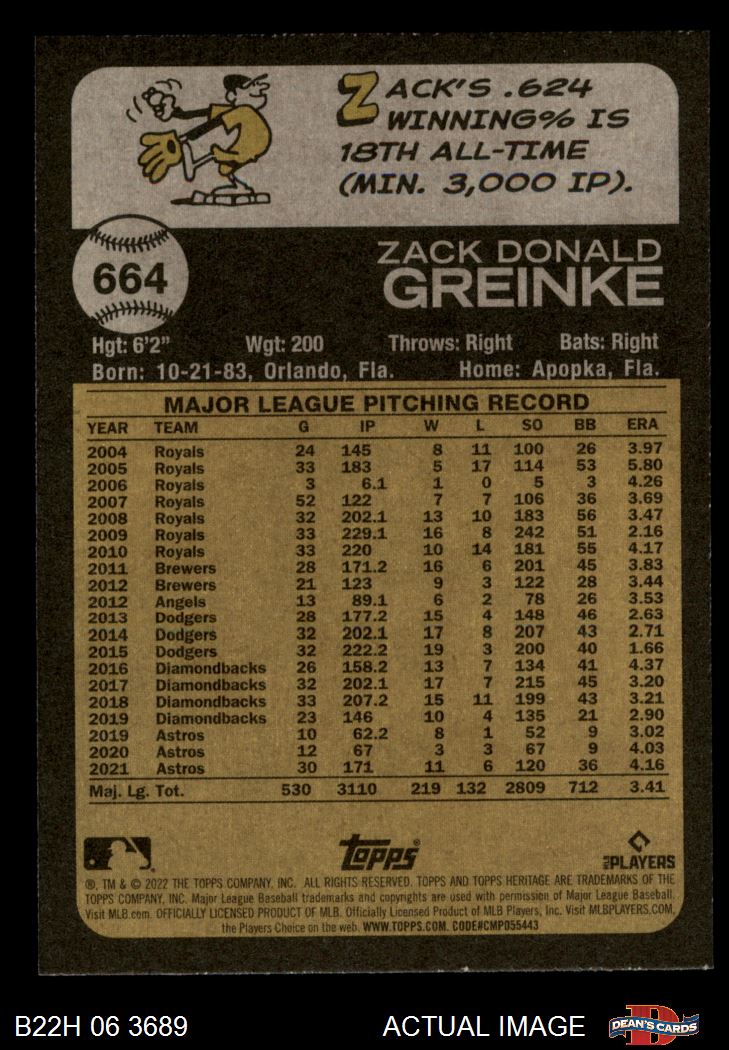 ZACK'S .624
WINNING% IS
18TH ALL-TIME
(MIN. 3,000 IP).
664
ZACK DONALD
GREINKE
Hgt: 6'2" Wgt: 200 Throws: Right Bats: Right
Born: 10-21-83, Orlando, Fla. Home: Apopka, Fla.
MAJOR LEAGUE PITCHING RECORD
YEAR TEAM G IP W L SO BB ERA
2004 Royals 24 145 8 11 100 26 3.97
2005 Royals 33 183 5 17 114 53 5.80
2006 Royals 3 6.1 1 0 5 3 4.26
2007 Royals 52 122 7 7 106 36 3.69
2008 Royals 32 202.1 13 10 183 56 3.47
2009 Royals 33 229.1 16 8 242 51 2.16
2010 Royals 33 220 10 14 181 55 4.17
2011 Brewers 28 171.2 16 6 201 45 3.83
2012 Brewers 21 123 9 3 122 28 3.44
2012 Angels 13 89.1 6 2 78 26 3.53
2013 Dodgers 28 177.2 15 4 148 46 2.63
2014 Dodgers 32 202.1 17 8 207 43 2.71
2015 Dodgers 32 222.2 19 3 200 40 1.66
2016 Diamondbacks 26 158.2 13 7 134 41 4.37
2017 Diamondbacks 32 202.1 17 7 215 45 3.20
2018 Diamondbacks 33 207.2 15 11 199 43 3.21
2019 Diamondbacks 23 146 10 4 135 21 2.90
2019 Astros 10 62.2 8 1 52 9 3.02
2020 Astros 12 67 3 3 67 9 4.03
2021 Astros 30 171 11 6 120 36 4.16
Maj. Lg. Tot. 530 3110 219 132 2809 712 3.41
Topps
MLB PLAYERS
®, TM & © 2022 THE TOPPS COMPANY, INC. ALL RIGHTS RESERVED. TOPPS AND TOPPS HERITAGE ARE TRADEMARKS OF THE
TOPPS COMPANY, INC. Major League Baseball trademarks and copyrights are used with permission of Major League Baseball.
Visit MLB.com. OFFICIALLY LICENSED PRODUCT OF MLB. Officially Licensed Product of MLB Players, Inc. Visit MLBPLAYERS.COM,
the Players Choice on the web. WWW.TOPPS.COM. CODE#CMP055443
B22H 06 3689 ACTUAL IMAGE DEAN'S CARDS